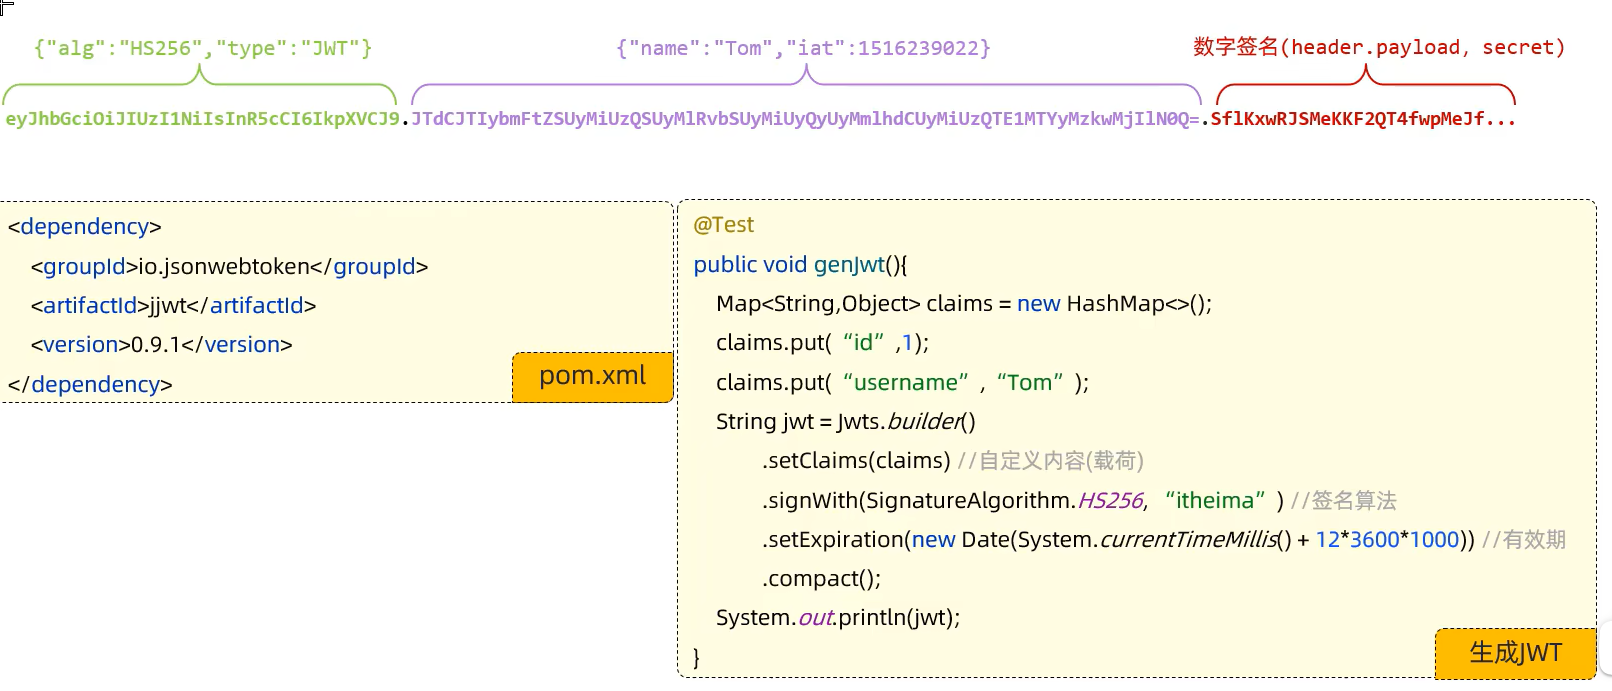 {"alg":"HS256","type":"JWT"}
{"name":"Tom","iat":1516239022}
数字签名(header.payload, secret)
eyJhbGciOiJIUzI1NiIsInR5cCI6IkpXVCJ9.JTdCJTIybmFtZSUyMiUzQSUyMlRvbSUyMiUyQyUyMmlhdCUyMiUzQTE1MTYyMzkwMjIlN0Q=.SflKxwRJSMeKKF2QT4fwpMeJf...
<dependency>
<groupId>io.jsonwebtoken</groupId>
<artifactId>jjwt</artifactId>
<version>0.9.1</version>
</dependency>
pom.xml
@Test
public void genJwt(){
Map<String,Object> claims = new HashMap<>();
claims.put( “id” ,1);
claims.put( “username” , “Tom” );
String jwt = Jwts.builder()
.setClaims(claims) //自定义内容(载荷)
.signWith(SignatureAlgorithm.HS256, “itheima” ) //签名算法
.setExpiration(new Date(System.currentTimeMillis() + 12*3600*1000)) //有效期
.compact();
System.out.println(jwt);
}
生成JWT